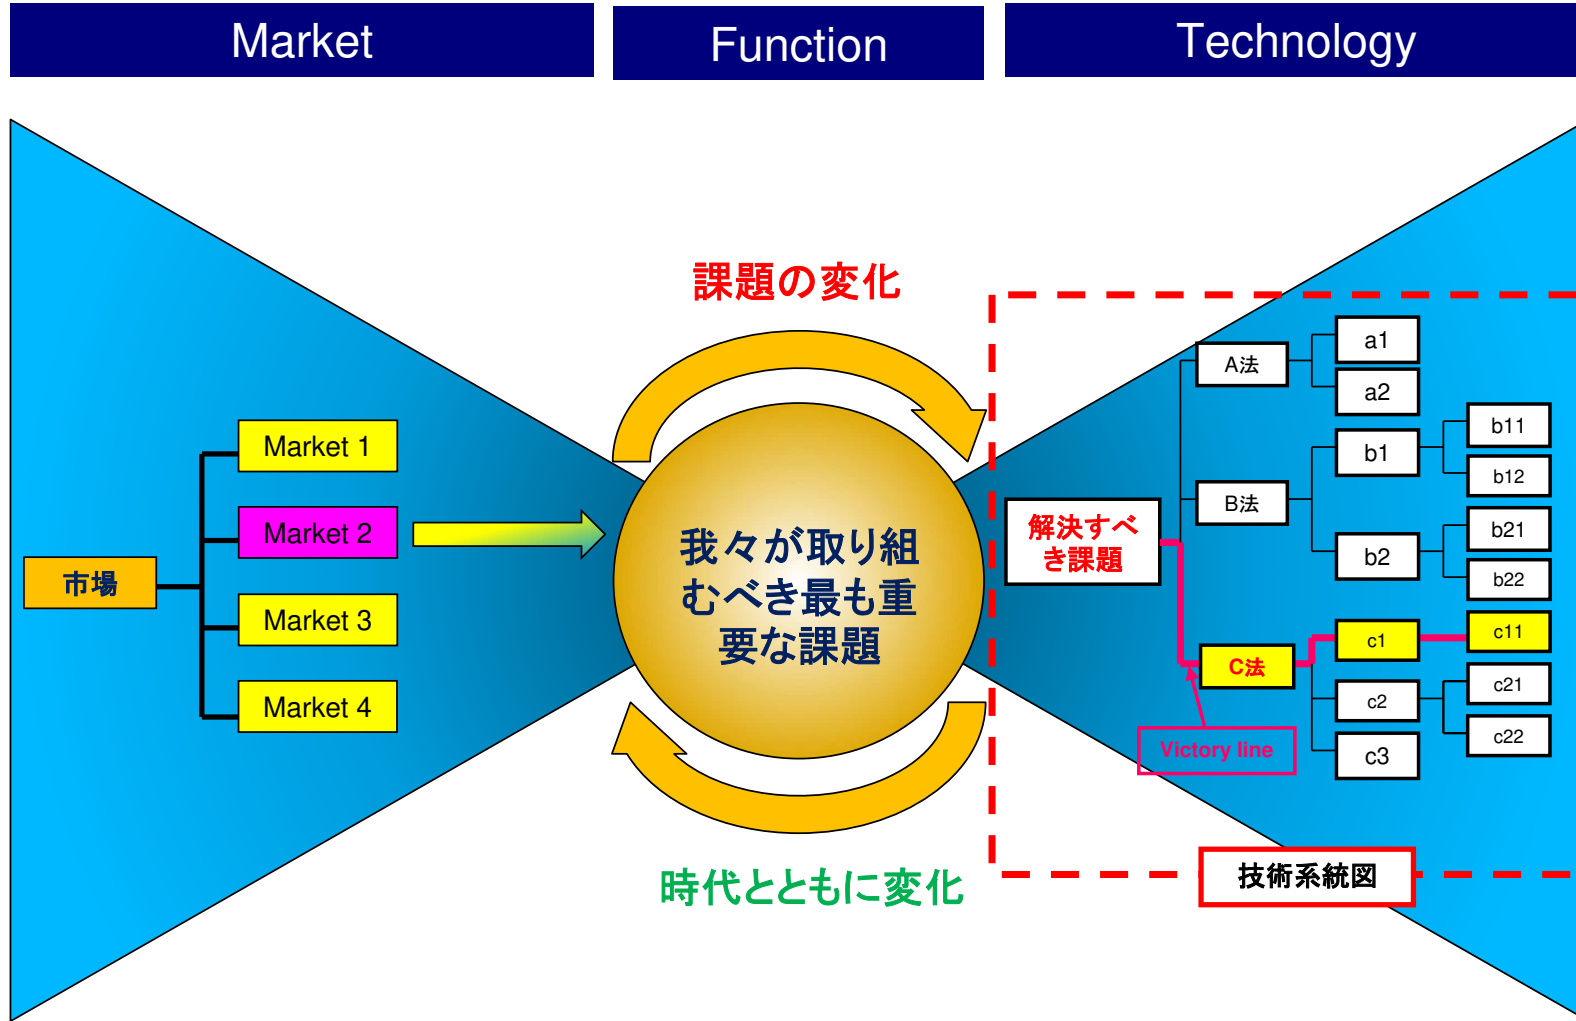 Market
Function
Technology
課題の変化
市場
Market 1
Market 2
Market 3
Market 4
我々が取り組
むべき最も重
要な課題
時代とともに変化
解決すべ
き課題
A法
a1
a2
B法
b1
b11
b12
b2
b21
b22
C法
c1
c11
c2
c21
c22
c3
Victory line
技術系統図